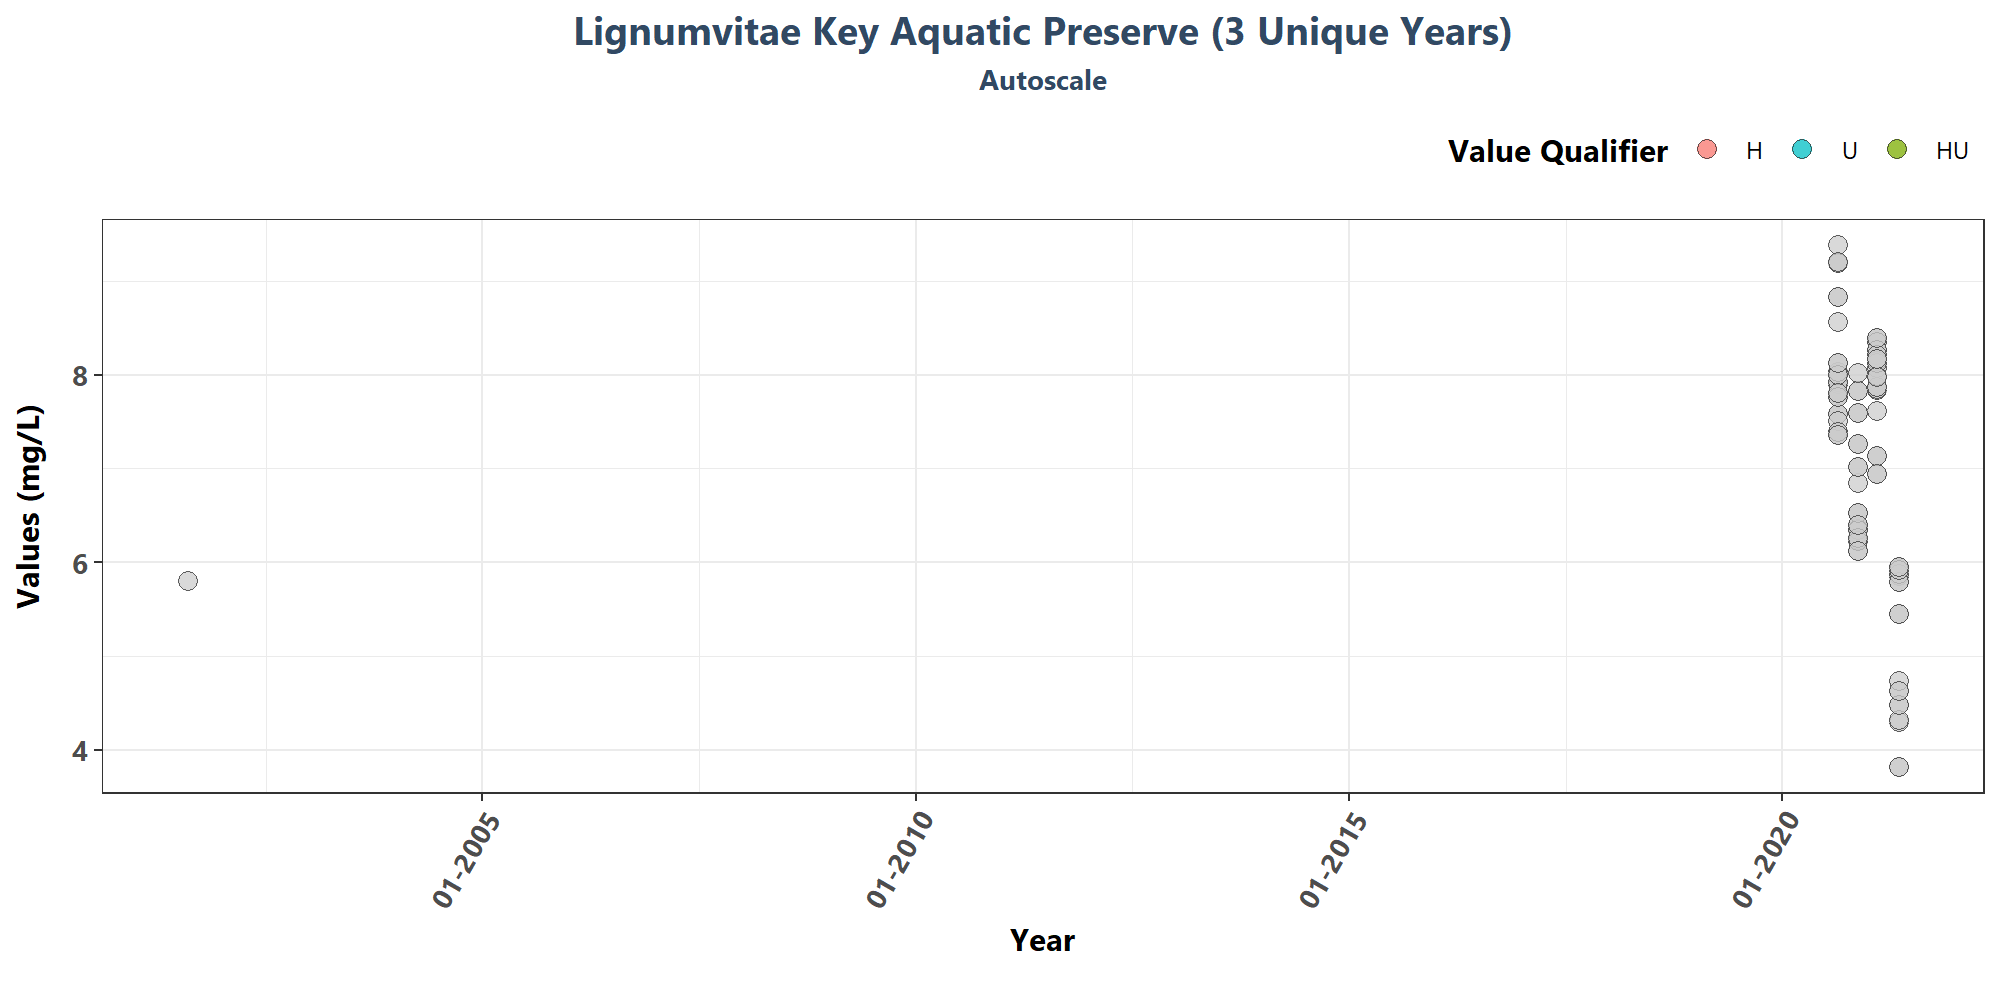 Lignumvitae Key Aquatic Preserve (3 Unique Years)
Autoscale
Value Qualifier H U HU
Values (mg/L)
8
6
4
01-2005 01-2010 01-2015 01-2020
Year